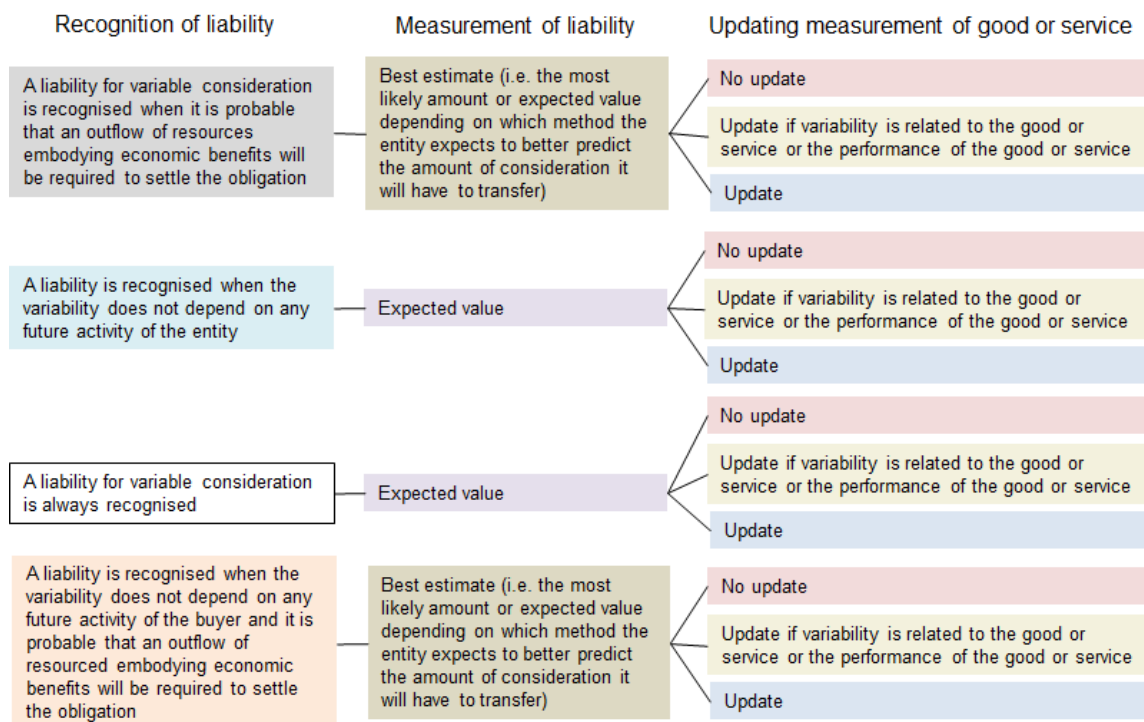 Recognition of liability
Measurement of liability
Updating measurement of good or service
A liability for variable consideration
is recognised when it is probable
that an outflow of resources
embodying economic benefits will
be required to settle the obligation
Best estimate (i.e. the most
likely amount or expected value
depending on which method the
entity expects to better predict
the amount of consideration it
will have to transfer)
No update
Update if variability is related to the good or
service or the performance of the good or service
Update
A liability is recognised when the
variability does not depend on any
future activity of the entity
Expected value
No update
Update if variability is related to the good or
service or the performance of the good or service
Update
A liability for variable consideration
is always recognised
Expected value
No update
Update if variability is related to the good or
service or the performance of the good or service
Update
A liability is recognised when the
variability does not depend on any
future activity of the buyer and it is
probable that an outflow of
resourced embodying economic
benefits will be required to settle
the obligation
Best estimate (i.e. the most
likely amount or expected value
depending on which method the
entity expects to better predict
the amount of consideration it
will have to transfer)
No update
Update if variability is related to the good or
service or the performance of the good or service
Update